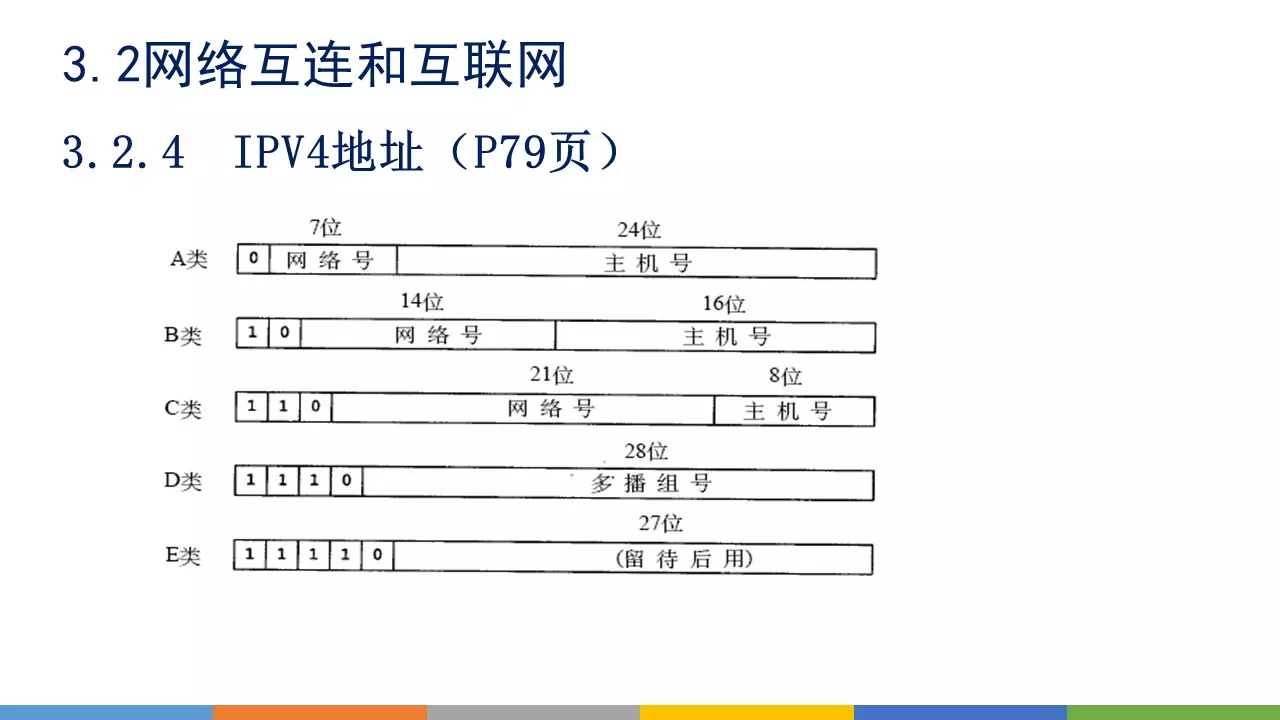 3.2网络互连和互联网
3.2.4 IPV4地址（P79页）
7位 24位
A类 0 网络号 主机号
14位 16位
B类 1 0 网络号 主机号
21位 8位
C类 1 1 0 网络号 主机号
28位
D类 1 1 1 0 多播组号
27位
E类 1 1 1 1 0 (留待后用)